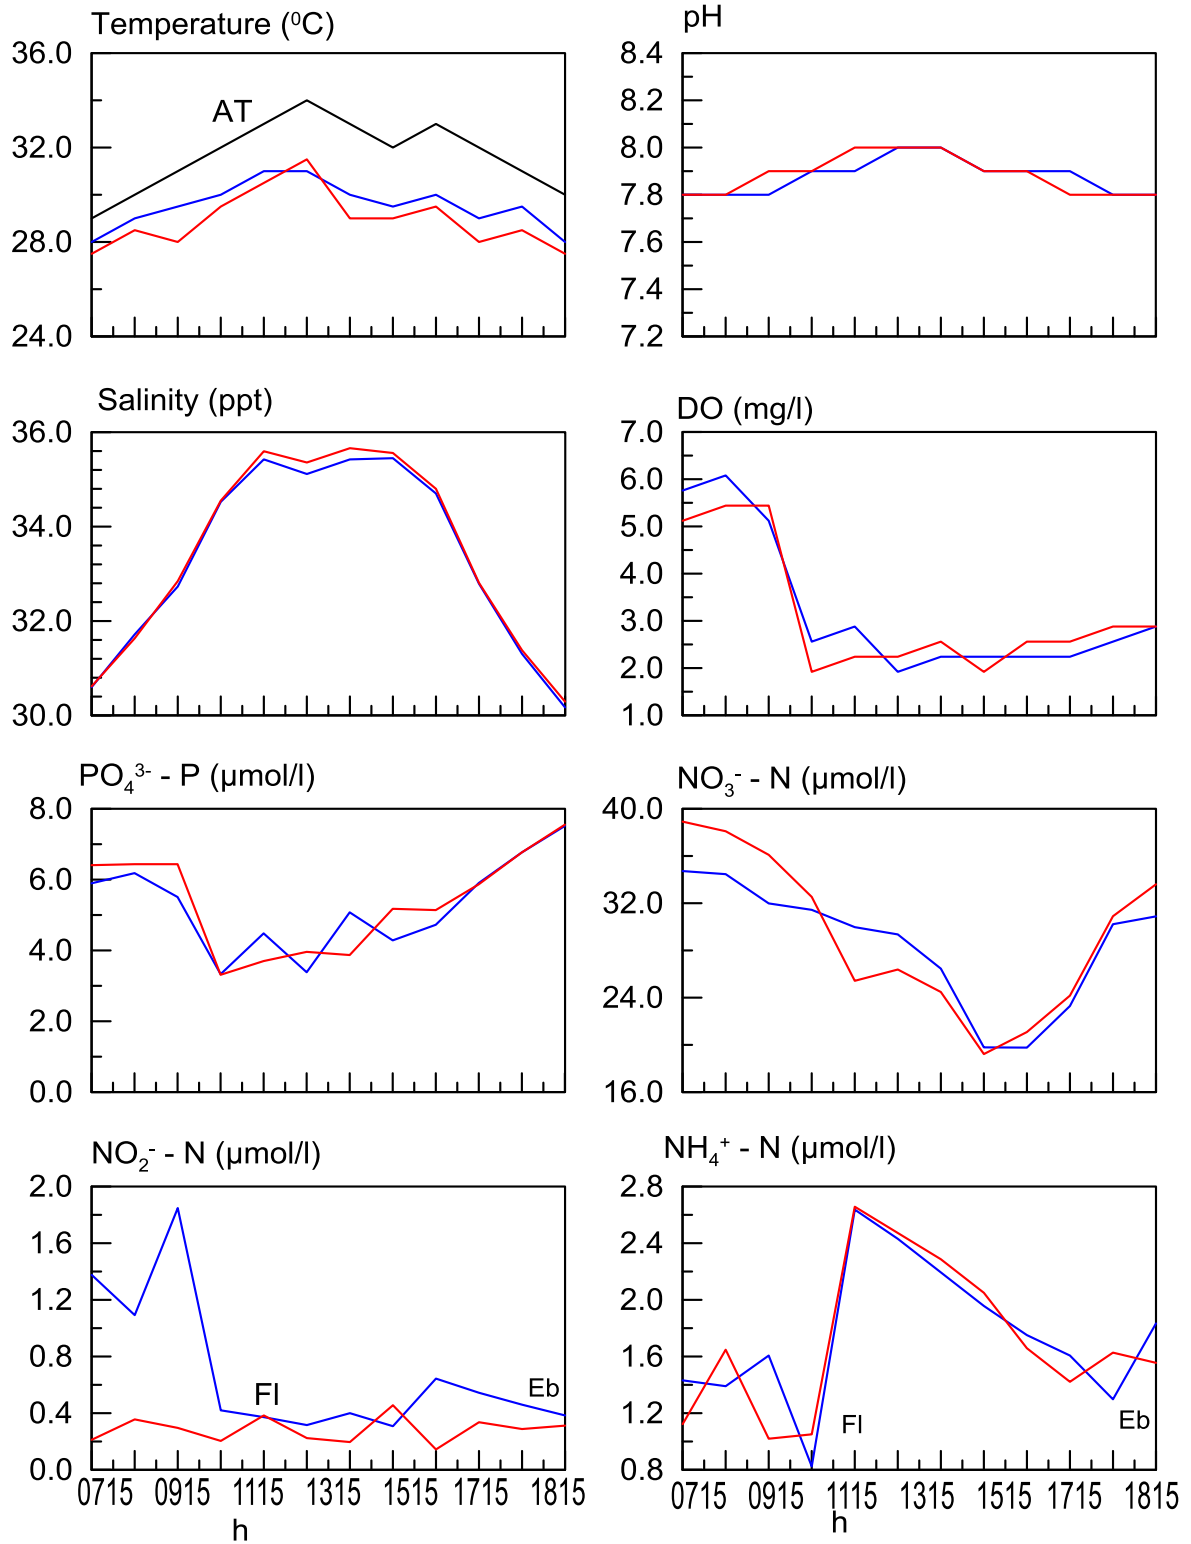 Temperature (⁰C)
36.0
32.0
28.0
24.0
AT
pH
8.4
8.2
8.0
7.8
7.6
7.4
7.2
Salinity (ppt)
36.0
34.0
32.0
30.0
DO (mg/l)
7.0
6.0
5.0
4.0
3.0
2.0
1.0
PO₄³⁻ - P (µmol/l)
8.0
6.0
4.0
2.0
0.0
NO₃⁻ - N (µmol/l)
40.0
32.0
24.0
16.0
NO₂⁻ - N (µmol/l)
2.0
1.6
1.2
0.8
0.4
0.0
Fl
Eb
0715 0915 1115 1315 1515 1715 1815
h
NH₄⁺ - N (µmol/l)
2.8
2.4
2.0
1.6
1.2
0.8
Fl
Eb
0715 0915 1115 1315 1515 1715 1815
h